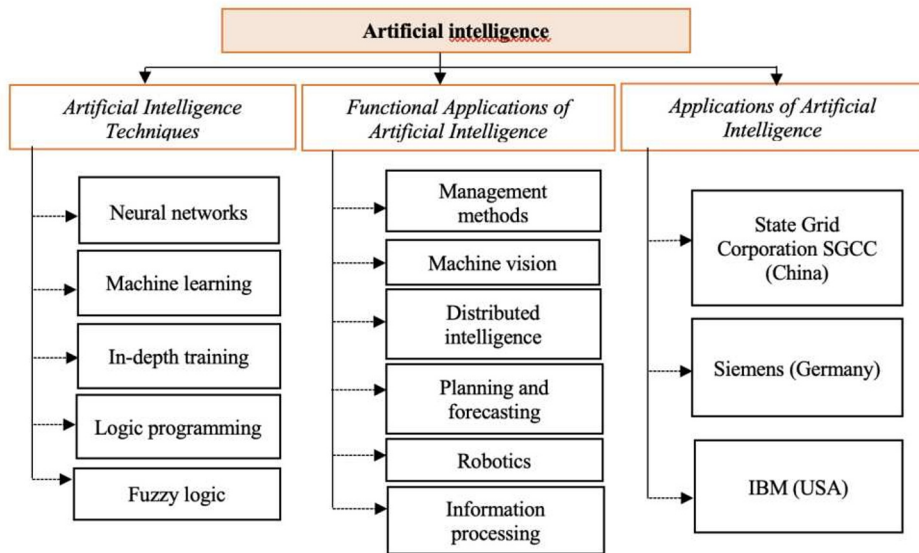 Artificial intelligence
Artificial Intelligence
Techniques
Neural networks
Machine learning
In-depth training
Logic programming
Fuzzy logic
Functional Applications of
Artificial Intelligence
Management
methods
Machine vision
Distributed
intelligence
Planning and
forecasting
Robotics
Information
processing
Applications of Artificial
Intelligence
State Grid
Corporation SGCC
(China)
Siemens (Germany)
IBM (USA)